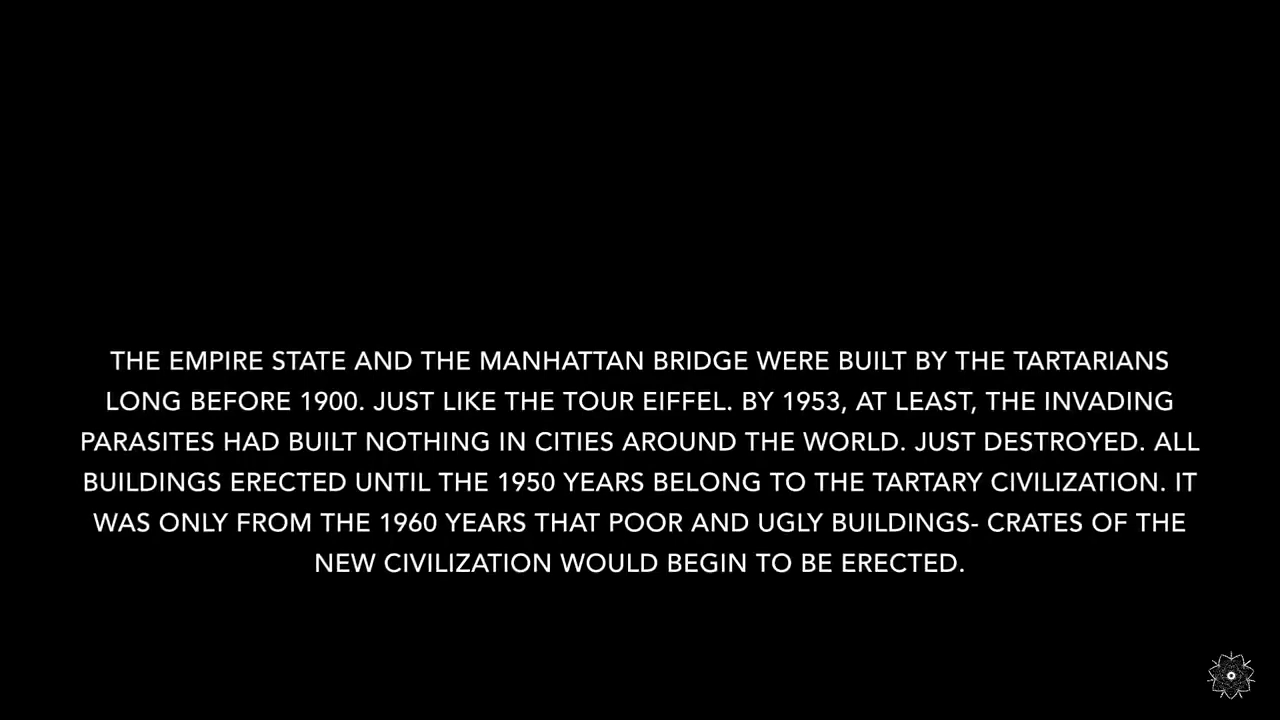 THE EMPIRE STATE AND THE MANHATTAN BRIDGE WERE BUILT BY THE TARTARIANS
LONG BEFORE 1900. JUST LIKE THE TOUR EIFFEL. BY 1953, AT LEAST, THE INVADING
PARASITES HAD BUILT NOTHING IN CITIES AROUND THE WORLD. JUST DESTROYED. ALL
BUILDINGS ERECTED UNTIL THE 1950 YEARS BELONG TO THE TARTARY CIVILIZATION. IT
WAS ONLY FROM THE 1960 YEARS THAT POOR AND UGLY BUILDINGS- CRATES OF THE
NEW CIVILIZATION WOULD BEGIN TO BE ERECTED.